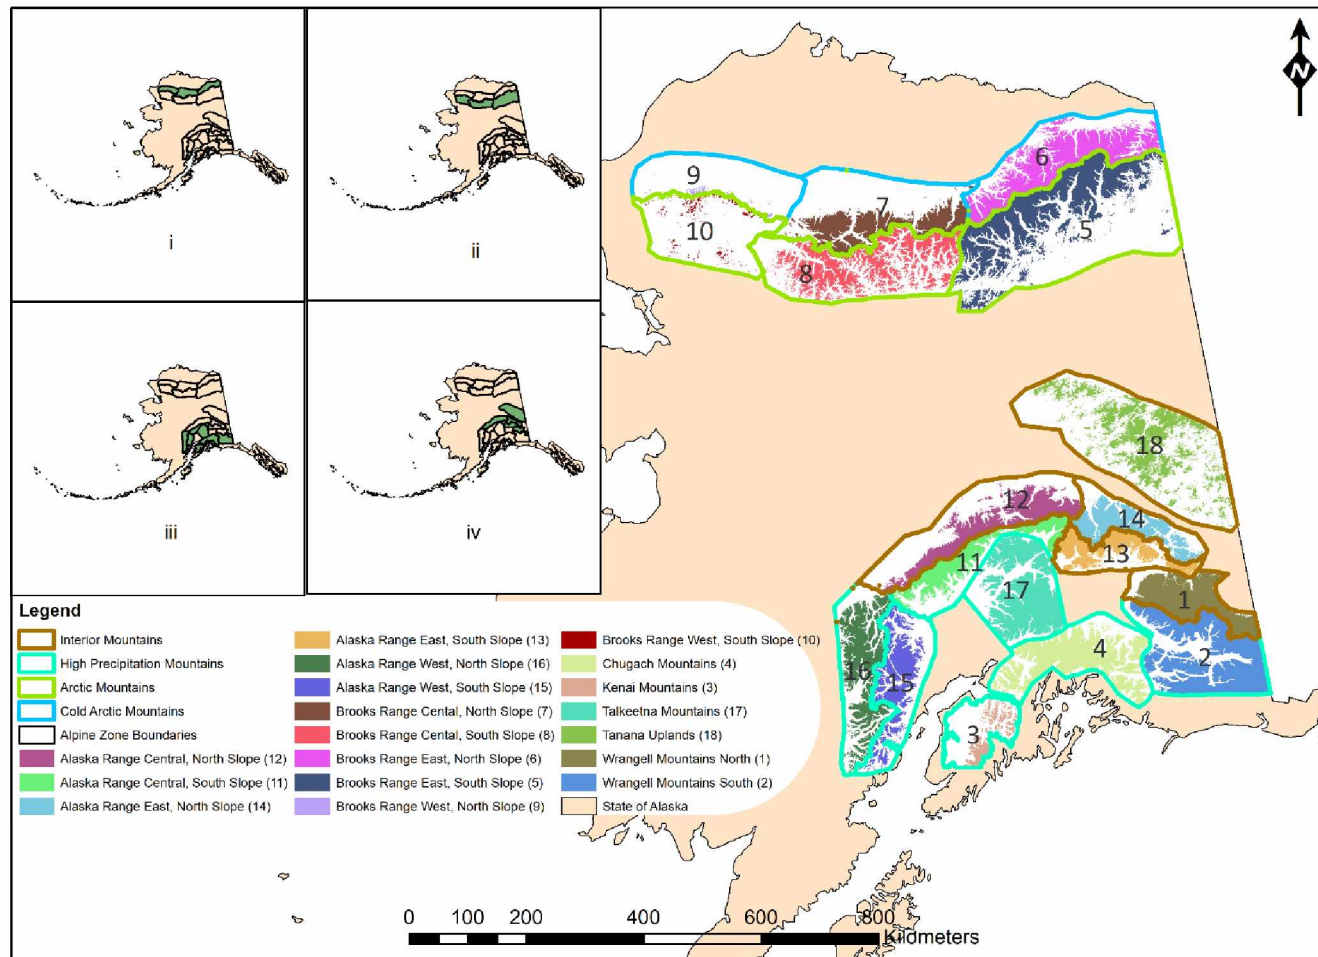 N
i
ii
iii
iv
9
10
7
8
6
5
18
12
14
13
11
17
1
2
4
16
15
3
Legend
Interior Mountains
High Precipitation Mountains
Arctic Mountains
Cold Arctic Mountains
Alpine Zone Boundaries
Alaska Range Central, North Slope (12)
Alaska Range Central, South Slope (11)
Alaska Range East, North Slope (14)
Alaska Range East, South Slope (13)
Alaska Range West, North Slope (16)
Alaska Range West, South Slope (15)
Brooks Range Cental, North Slope (7)
Brooks Range Cental, South Slope (8)
Brooks Range East, North Slope (6)
Brooks Range East, South Slope (5)
Brooks Range West, North Slope (9)
Brooks Range West, South Slope (10)
Chugach Mountains (4)
Kenai Mountains (3)
Talkeetna Mountains (17)
Tanana Uplands (18)
Wrangell Mountains North (1)
Wrangell Mountains South (2)
State of Alaska
0 100 200 400 600 800
Kilometers